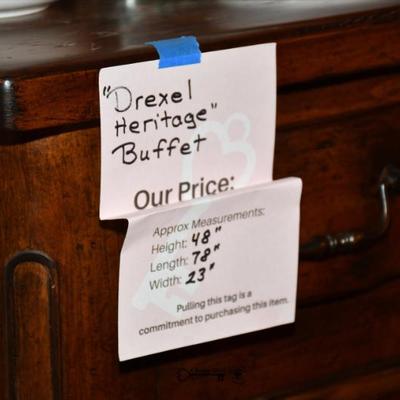 "Drexel
Heritage"
Buffet
Our Price:
Approx Measurements:
Height: 48"
Length: 78"
Width: 23"
Pulling this tag is a
commitment to purchasing this item.